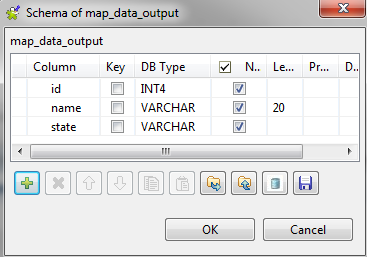 Schema of map_data_output
map_data_output
Column Key DB Type N.. Le... Pr... D..
id INT4
name VARCHAR 20
state VARCHAR
OK Cancel